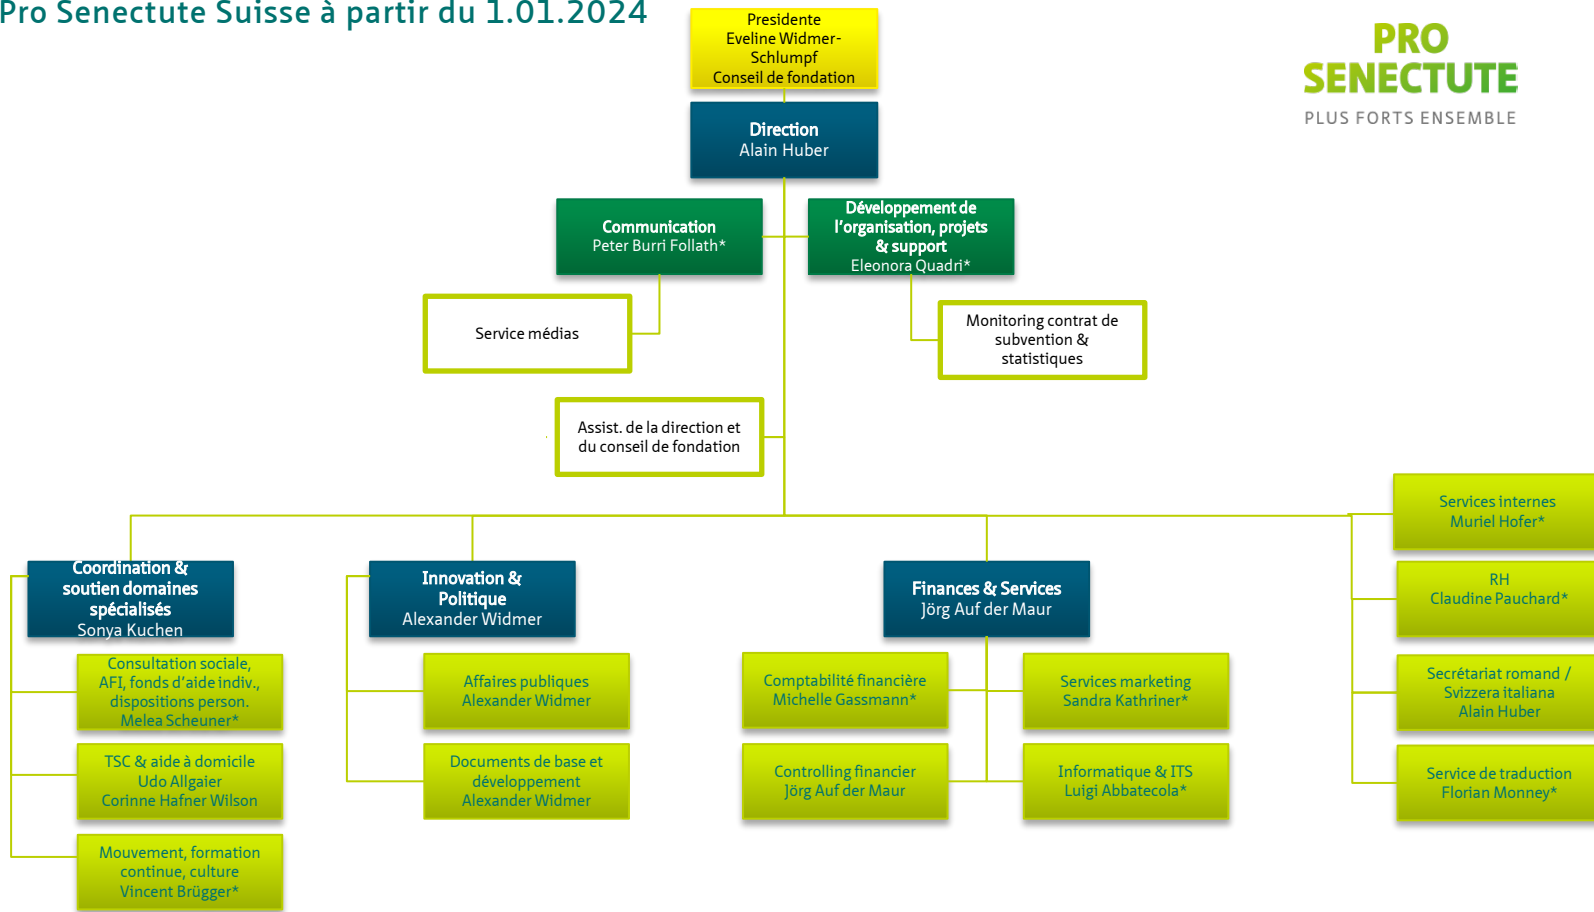 Pro Senectute Suisse à partir du 1.01.2024
PRO
SENECTUTE
PLUS FORTS ENSEMBLE
Presidente
Eveline Widmer-
Schlumpf
Conseil de fondation
Direction
Alain Huber
Communication
Peter Burri Follath*
Développement de
l'organisation, projets
& support
Eleonora Quadri*
Service médias
Monitoring contrat de
subvention &
statistiques
Assist. de la direction et
du conseil de fondation
Coordination &
soutien domaines
spécialisés
Sonya Kuchen
Consultation sociale,
AFI, fonds d'aide indiv.,
dispositions person.
Melea Scheuner*
TSC & aide à domicile
Udo Allgaier
Corinne Hafner Wilson
Mouvement, formation
continue, culture
Vincent Brügger*
Innovation &
Politique
Alexander Widmer
Affaires publiques
Alexander Widmer
Documents de base et
développement
Alexander Widmer
Finances & Services
Jörg Auf der Maur
Comptabilité financière
Michelle Gassmann*
Controlling financier
Jörg Auf der Maur
Services marketing
Sandra Kathriner*
Informatique & ITS
Luigi Abbatecola*
Services internes
Muriel Hofer*
RH
Claudine Pauchard*
Secrétariat romand /
Svizzera italiana
Alain Huber
Service de traduction
Florian Monney*